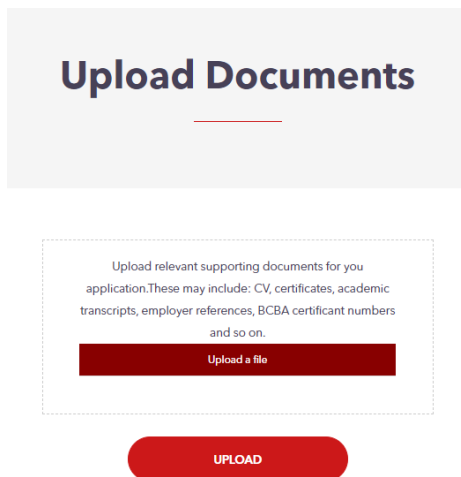 Upload Documents
Upload relevant supporting documents for you
application.These may include: CV, certificates, academic
transcripts, employer references, BCBA certificant numbers
and so on.
Upload a file
UPLOAD